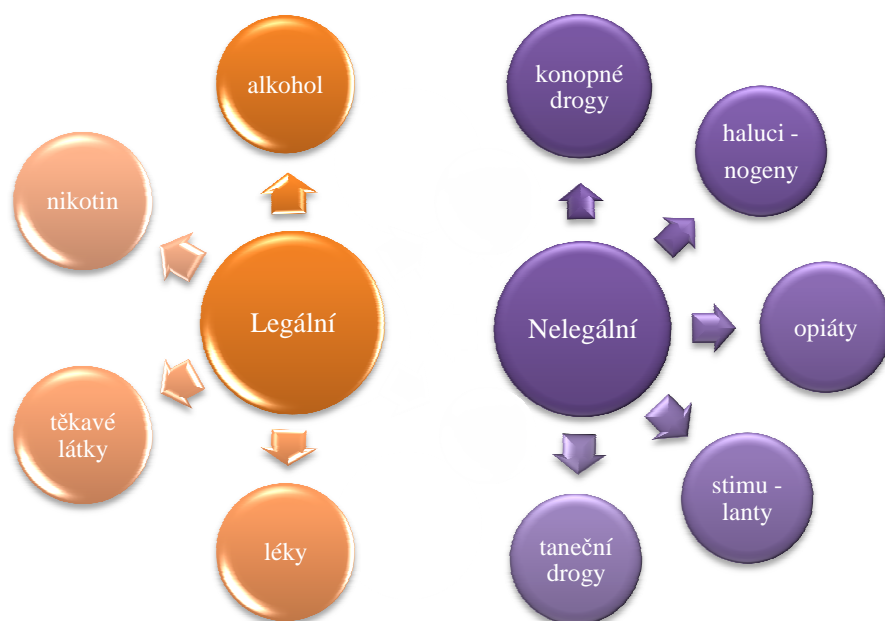 alkohol
nikotin
Legální
těkavé
látky
léky
konopné
drogy
haluci -
nogeny
Nelegální
opiáty
stimu -
lanty
taneční
drogy